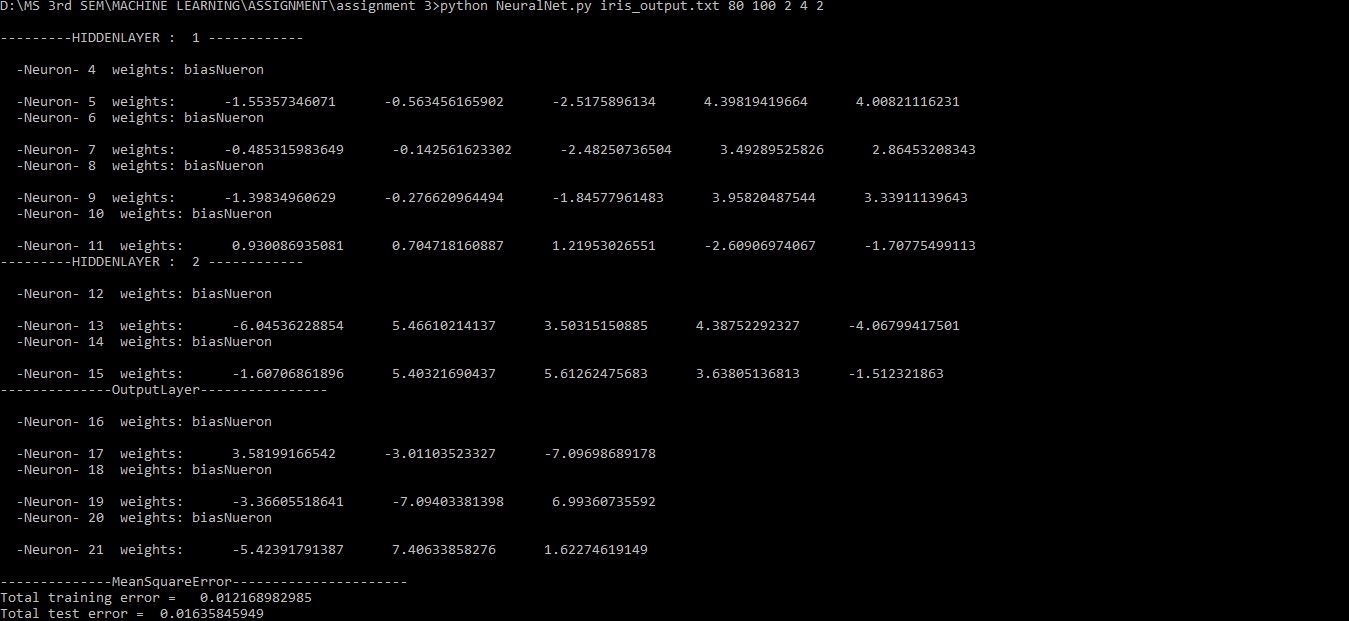 D:\MS 3rd SEM\MACHINE LEARNING\ASSIGNMENT\assignment 3>python NeuralNet.py iris_output.txt 80 100 2 4 2
---------HIDDENLAYER :  1 ------------
-Neuron- 4  weights: biasNueron
-Neuron- 5  weights:      -1.55357346071      -0.563456165902      -2.5175896134      4.39819419664      4.00821116231
-Neuron- 6  weights: biasNueron
-Neuron- 7  weights:      -0.485315983649      -0.142561623302      -2.48250736504      3.49289525826      2.86453208343
-Neuron- 8  weights: biasNueron
-Neuron- 9  weights:      -1.39834960629      -0.276620964494      -1.84577961483      3.95820487544      3.33911139643
-Neuron- 10  weights: biasNueron
-Neuron- 11  weights:      0.930086935081      0.704718160887      1.21953026551      -2.60906974067      -1.70775499113
---------HIDDENLAYER :  2 ------------
-Neuron- 12  weights: biasNueron
-Neuron- 13  weights:      -6.04536228854      5.46610214137      3.50315150885      4.38752292327      -4.06799417501
-Neuron- 14  weights: biasNueron
-Neuron- 15  weights:      -1.60706861896      5.40321690437      5.61262475683      3.63805136813      -1.512321863
--------------OutputLayer----------------
-Neuron- 16  weights: biasNueron
-Neuron- 17  weights:      3.58199166542      -3.01103523327      -7.09698689178
-Neuron- 18  weights: biasNueron
-Neuron- 19  weights:      -3.36605518641      -7.09403381398      6.99360735592
-Neuron- 20  weights: biasNueron
-Neuron- 21  weights:      -5.42391791387      7.40633858276      1.62274619149
--------------MeanSquareError----------------------
Total training error =   0.012168982985
Total test error =  0.01635845949